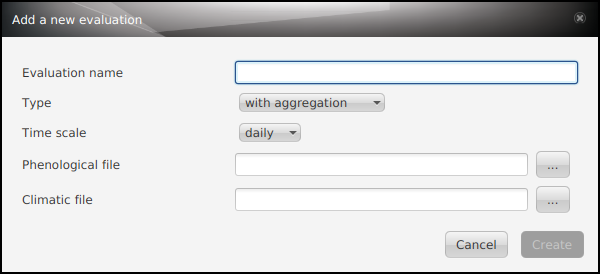 Add a new evaluation
Evaluation name
Type with aggregation
Time scale daily
Phenological file ...
Climatic file ...
Cancel Create